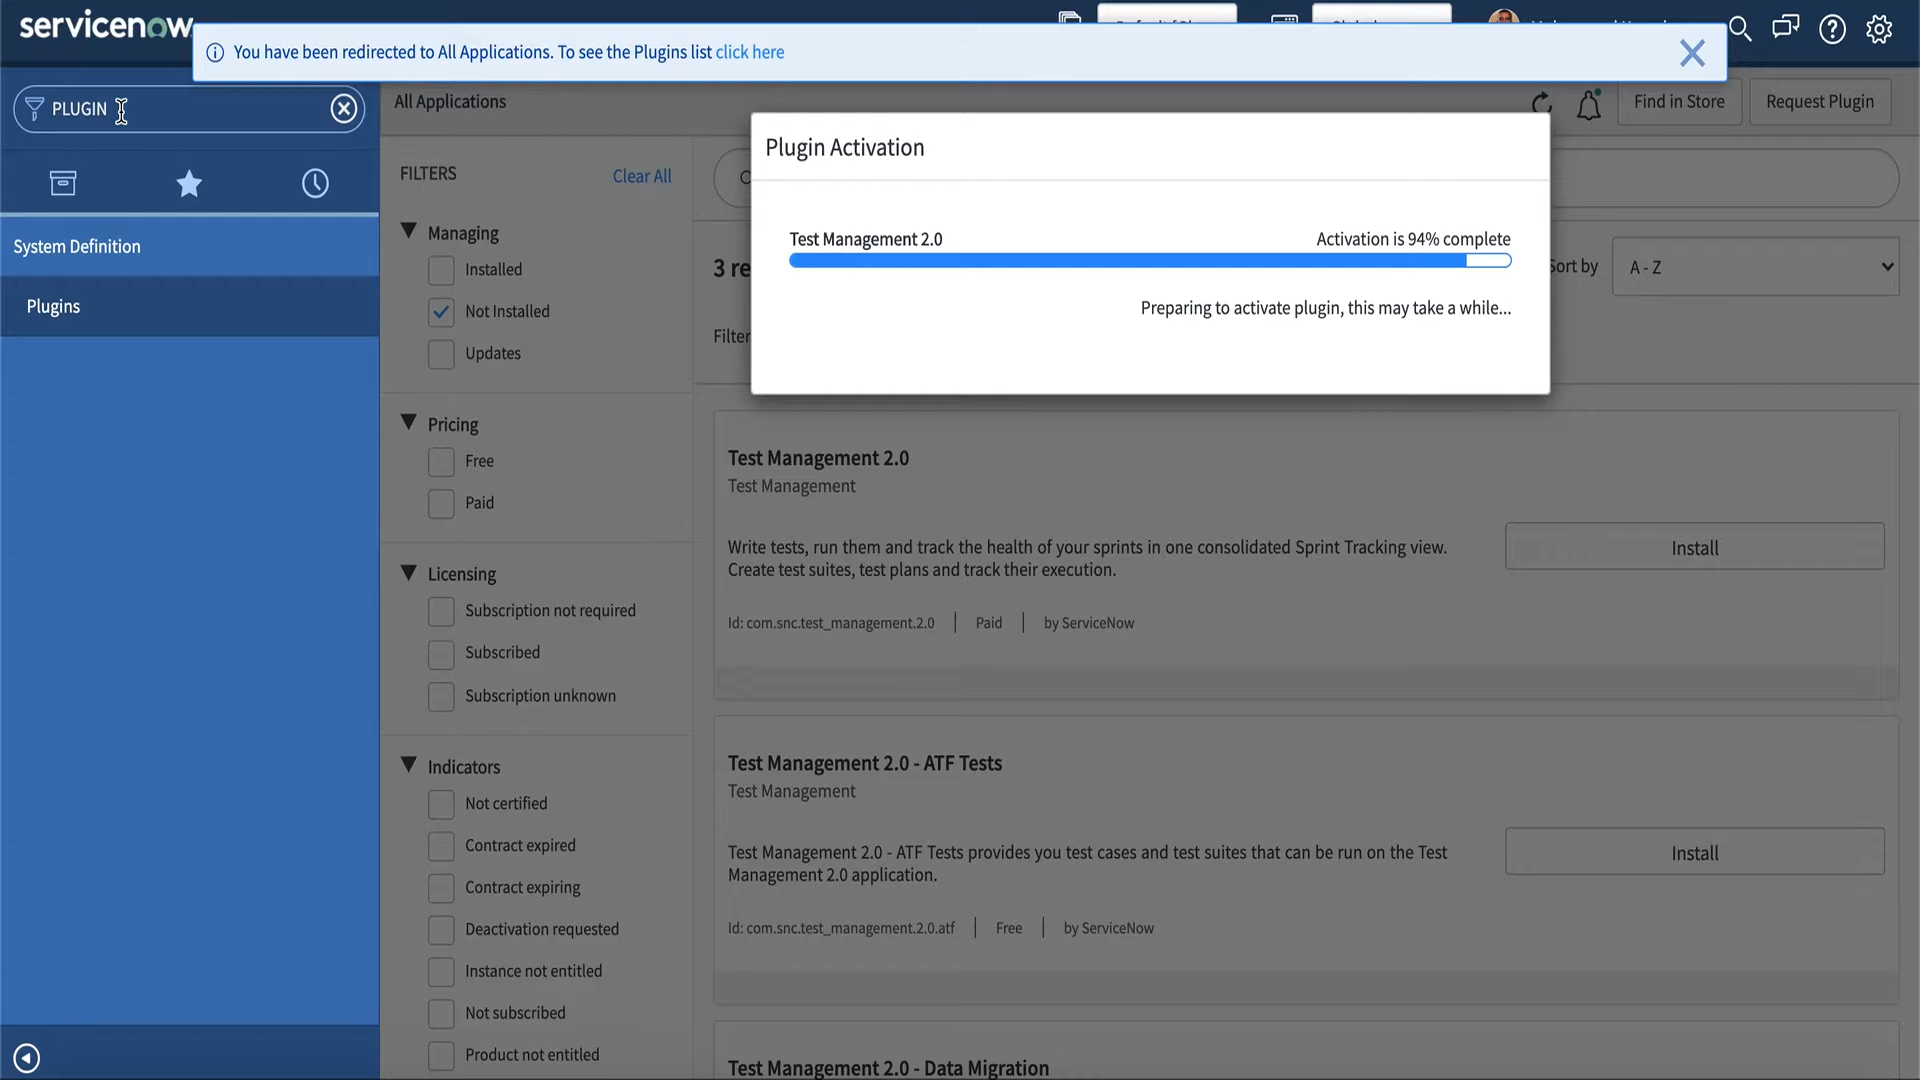 servicenow
You have been redirected to All Applications. To see the Plugins list click here
PLUGIN
All Applications
Find in Store
Request Plugin
Plugin Activation
FILTERS
Clear All
System Definition
Plugins
Managing
Installed
Not Installed
Updates
Test Management 2.0
Activation is 94% complete
Preparing to activate plugin, this may take a while...
3 re
Sort by
A - Z
Filter
Pricing
Free
Paid
Licensing
Subscription not required
Subscribed
Subscription unknown
Indicators
Not certified
Contract expired
Contract expiring
Deactivation requested
Instance not entitled
Not subscribed
Product not entitled
Test Management 2.0
Test Management
Write tests, run them and track the health of your sprints in one consolidated Sprint Tracking view.
Create test suites, test plans and track their execution.
Install
Id: com.snc.test_management.2.0 | Paid | by ServiceNow
Test Management 2.0 - ATF Tests
Test Management
Test Management 2.0 - ATF Tests provides you test cases and test suites that can be run on the Test
Management 2.0 application.
Install
Id: com.snc.test_management.2.0.atf | Free | by ServiceNow
Test Management 2.0 - Data Migration